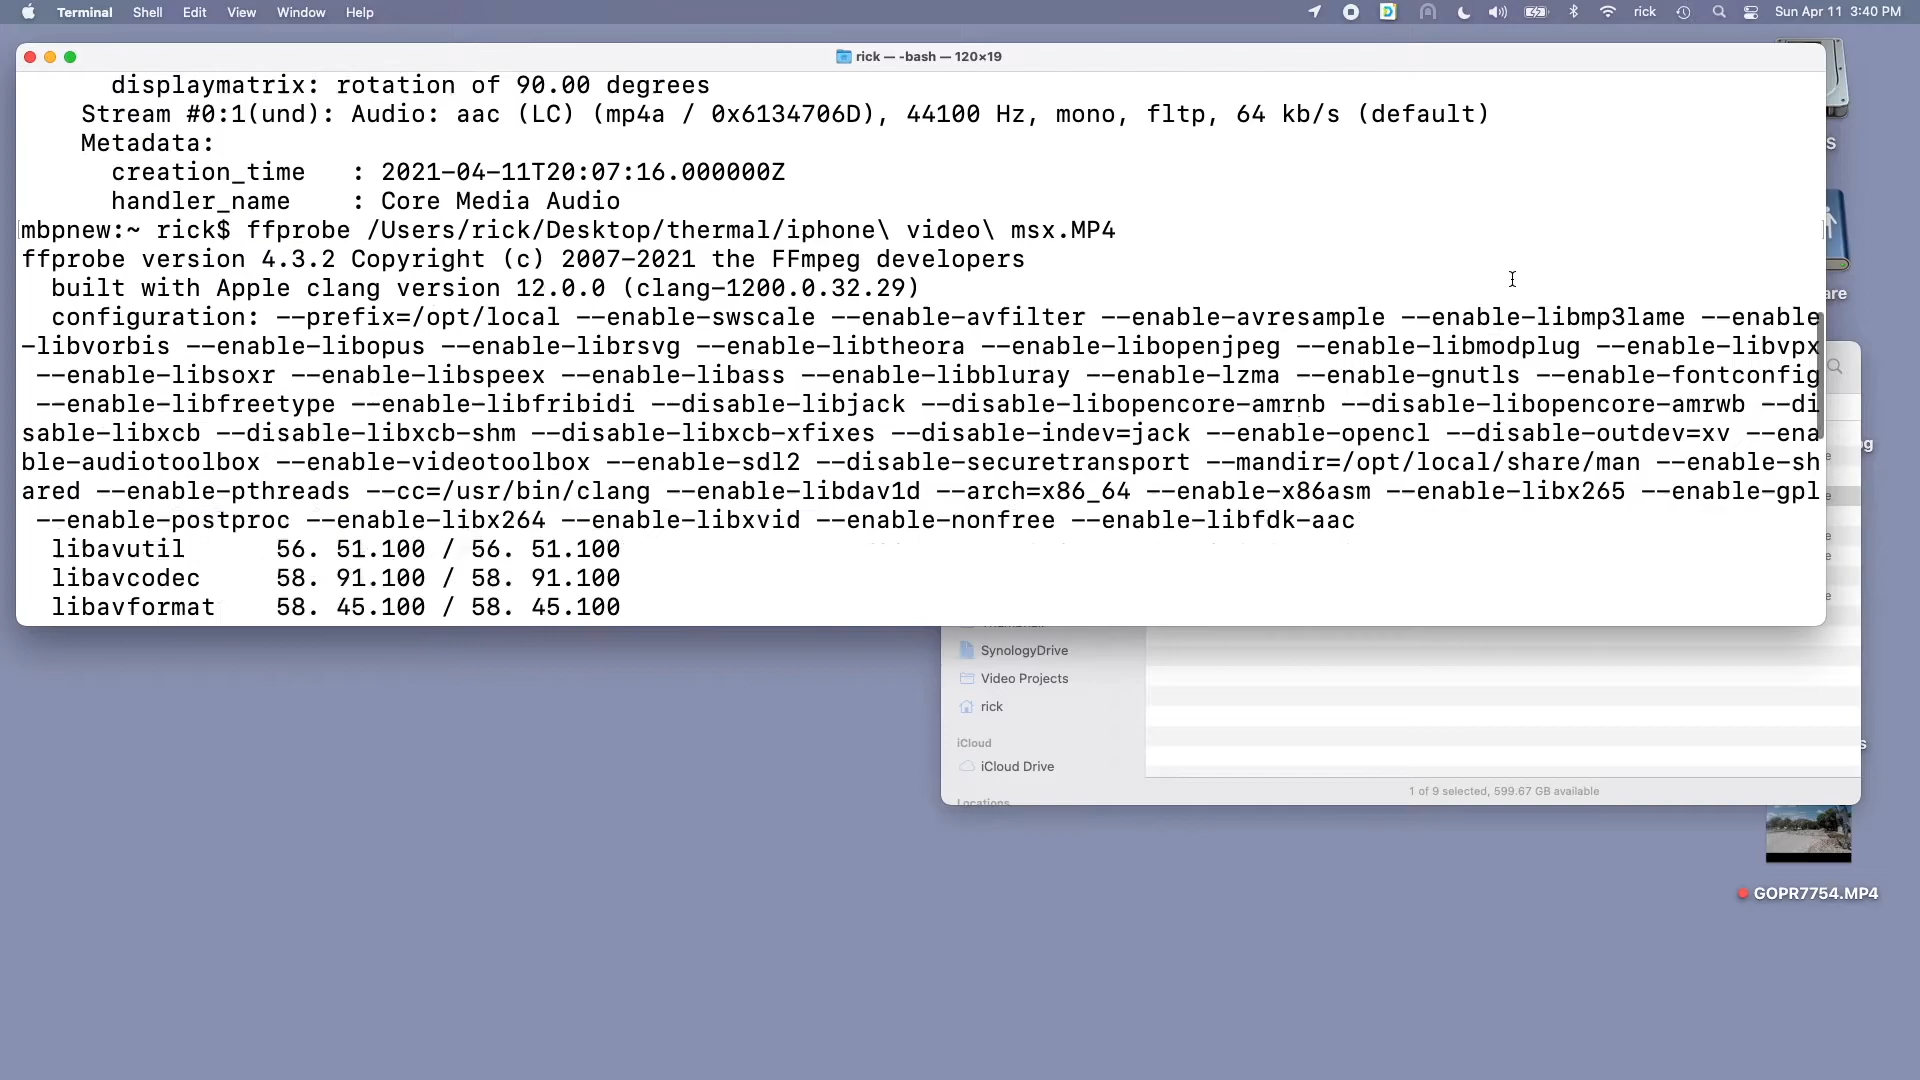 Terminal Shell Edit View Window Help
rick Sun Apr 11 3:40 PM
rick — -bash — 120×19
displaymatrix: rotation of 90.00 degrees
Stream #0:1(und): Audio: aac (LC) (mp4a / 0x6134706D), 44100 Hz, mono, fltp, 64 kb/s (default)
Metadata:
creation_time : 2021-04-11T20:07:16.000000Z
handler_name : Core Media Audio
mbpnew:~ rick$ ffprobe /Users/rick/Desktop/thermal/iphone\ video\ msx.MP4
ffprobe version 4.3.2 Copyright (c) 2007-2021 the FFmpeg developers
built with Apple clang version 12.0.0 (clang-1200.0.32.29)
configuration: --prefix=/opt/local --enable-swscale --enable-avfilter --enable-avresample --enable-libmp3lame --enable
-libvorbis --enable-libopus --enable-librsvg --enable-libtheora --enable-libopenjpeg --enable-libmodplug --enable-libvpx
--enable-libsoxr --enable-libspeex --enable-libass --enable-libbluray --enable-lzma --enable-gnutls --enable-fontconfig
--enable-libfreetype --enable-libfribidi --disable-libjack --disable-libopencore-amrnb --disable-libopencore-amrwb --di
sable-libxcb --disable-libxcb-shm --disable-libxcb-xfixes --disable-indev=jack --enable-opencl --disable-outdev=xv --ena
ble-audiotoolbox --enable-videotoolbox --enable-sdl2 --disable-securetransport --mandir=/opt/local/share/man --enable-sh
ared --enable-pthreads --cc=/usr/bin/clang --enable-libdav1d --arch=x86_64 --enable-x86asm --enable-libx265 --enable-gpl
--enable-postproc --enable-libx264 --enable-libxvid --enable-nonfree --enable-libfdk-aac
libavutil 56. 51.100 / 56. 51.100
libavcodec 58. 91.100 / 58. 91.100
libavformat 58. 45.100 / 58. 45.100
SynologyDrive
Video Projects
rick
iCloud
iCloud Drive
Locations
1 of 9 selected, 599.67 GB available
GOPR7754.MP4